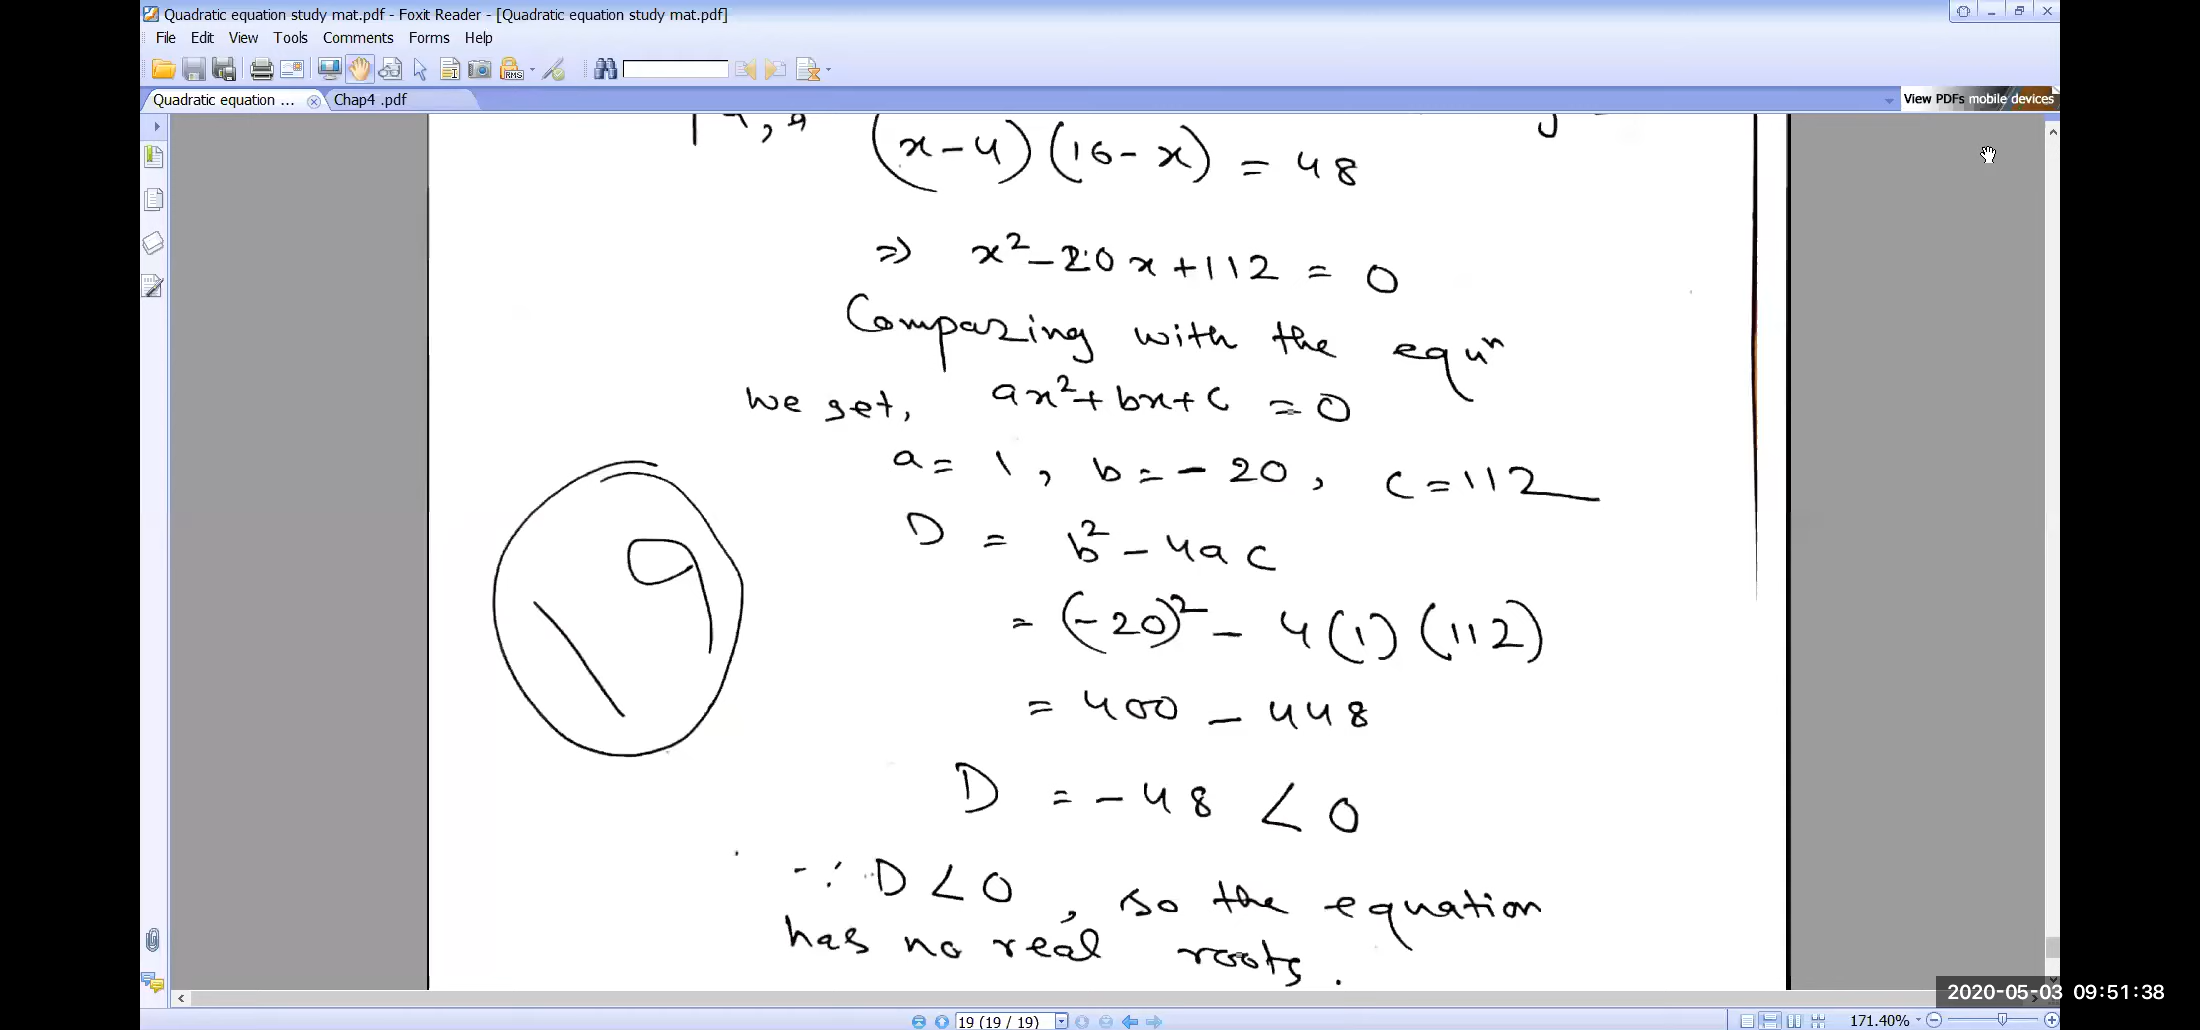 Quadratic equation study mat.pdf - Foxit Reader - [Quadratic equation study mat.pdf]
File Edit View Tools Comments Forms Help
RMS
Quadratic equation ... Chap4 .pdf
View PDFs mobile devices
(x-4)(16-x) = 48
⇒ x²-20x+112 = 0
Comparing with the equⁿ
we get, ax²+bx+c = 0
a = 1, b = -20, c = 112
D = b² - 4ac
= (-20)² - 4(1)(112)
= 400 - 448
19
D = -48 < 0
∵ D < 0, so the equation
has no real roots.
2020-05-03 09:51:38
19 (19 / 19)
171.40%